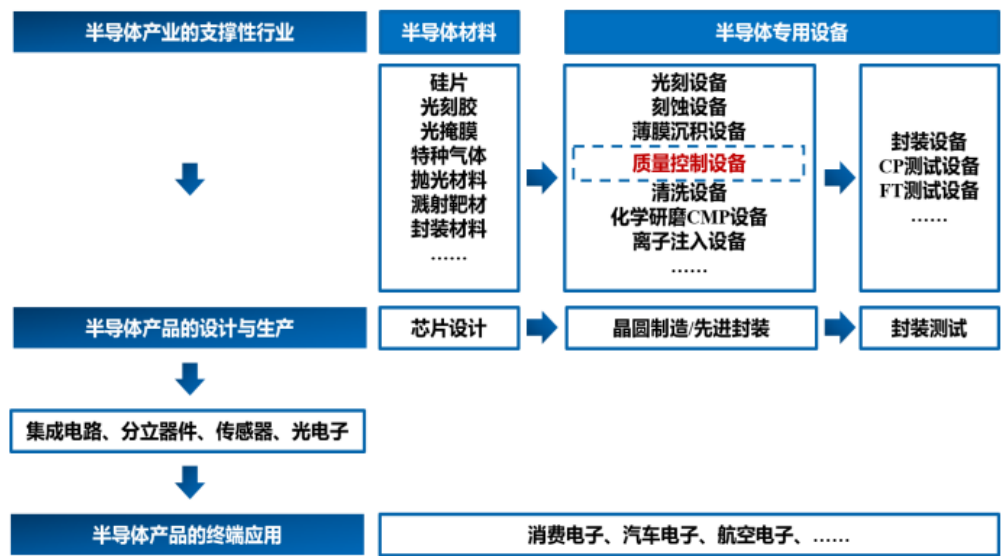 半导体产业的支撑性行业
半导体材料
半导体专用设备
硅片
光刻胶
光掩膜
特种气体
抛光材料
溅射靶材
封装材料
……
光刻设备
刻蚀设备
薄膜沉积设备
质量控制设备
清洗设备
化学研磨CMP设备
离子注入设备
……
封装设备
CP测试设备
FT测试设备
……
半导体产品的设计与生产
芯片设计
晶圆制造/先进封装
封装测试
集成电路、分立器件、传感器、光电子
半导体产品的终端应用
消费电子、汽车电子、航空电子、……